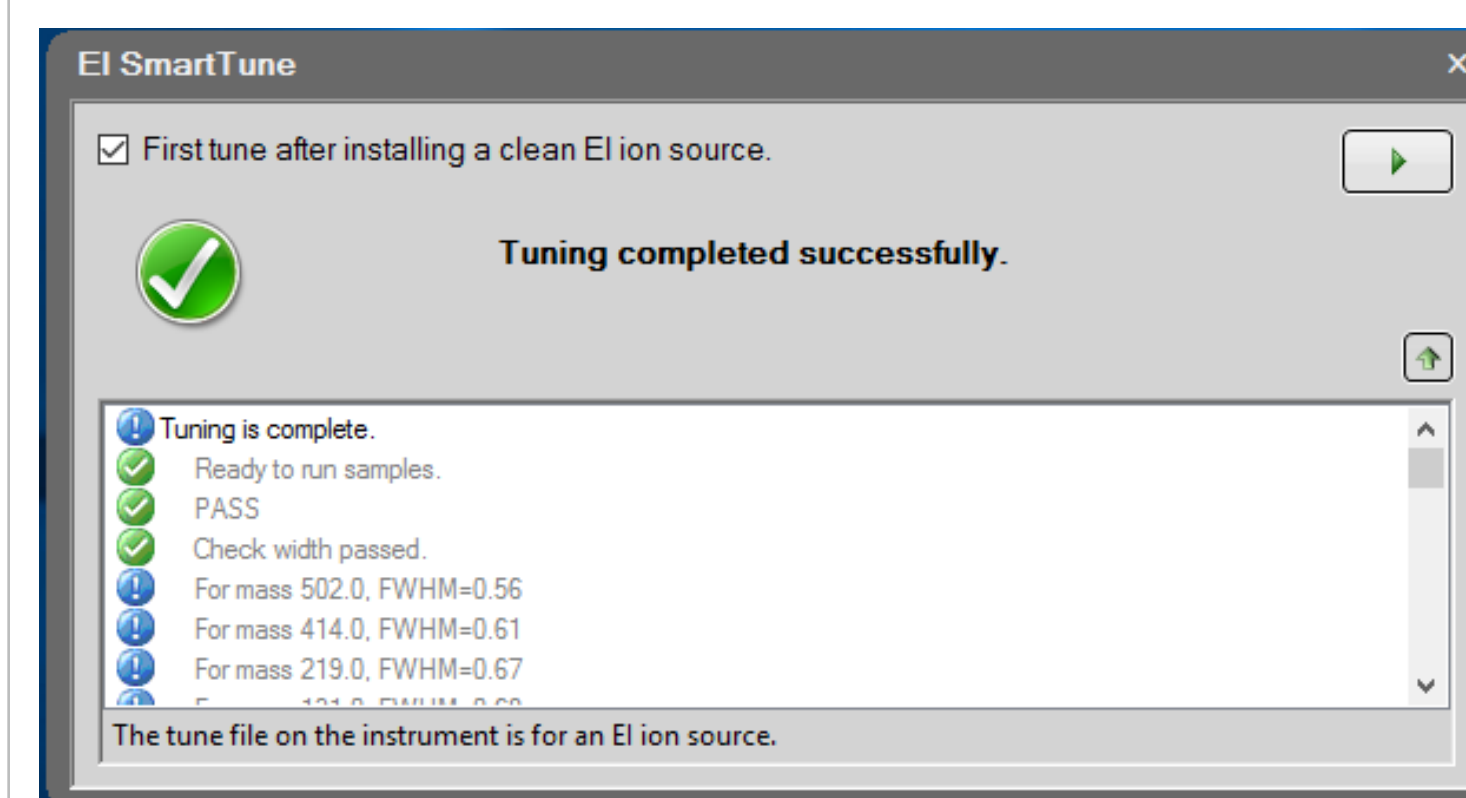 EI SmartTune
First tune after installing a clean EI ion source.
Tuning completed successfully.
Tuning is complete.
Ready to run samples.
PASS
Check width passed.
For mass 502.0, FWHM=0.56
For mass 414.0, FWHM=0.61
For mass 219.0, FWHM=0.67
The tune file on the instrument is for an EI ion source.